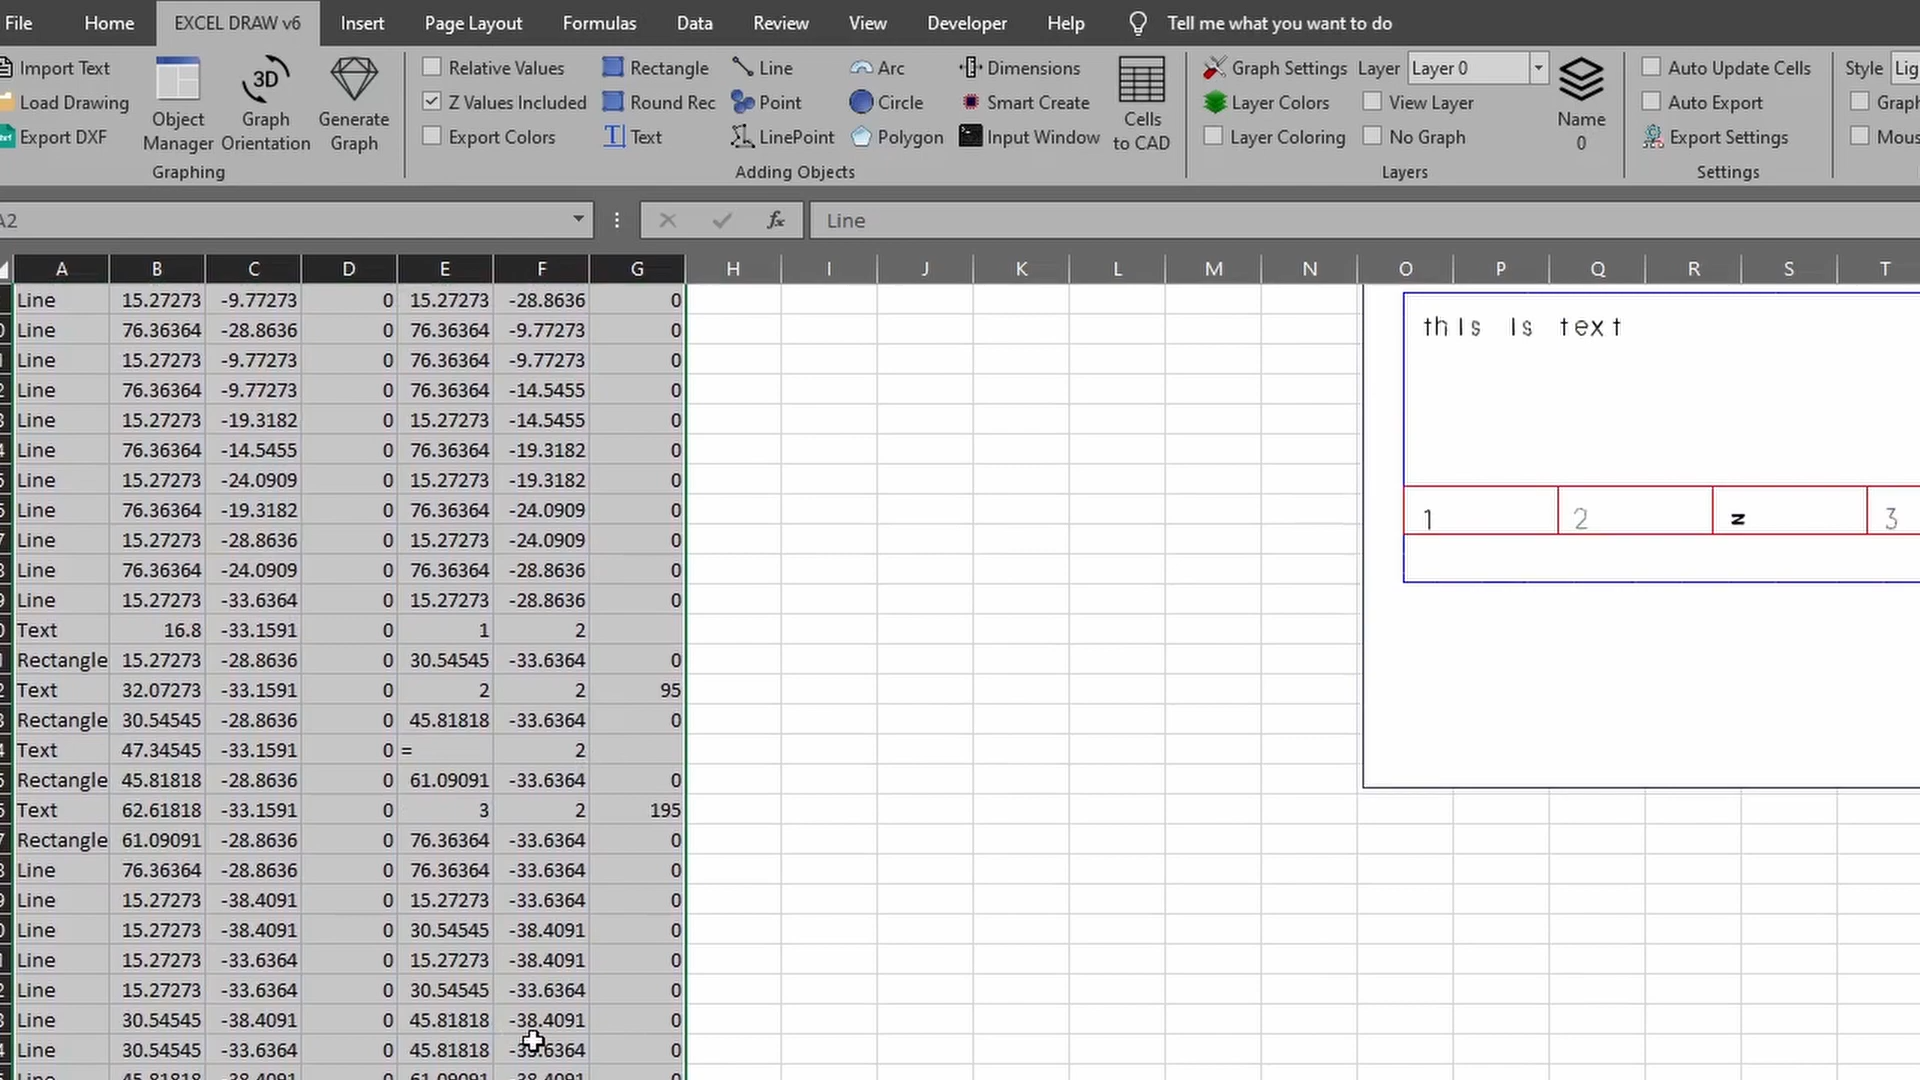 File Home EXCEL DRAW v6 Insert Page Layout Formulas Data Review View Developer Help Tell me what you want to do
Import Text Relative Values Rectangle Line Arc Dimensions Graph Settings Layer Layer 0 Auto Update Cells Style
Load Drawing Z Values Included Round Rec Point Circle Smart Create Layer Colors View Layer Auto Export
Export DXF Export Colors Text LinePoint Polygon Input Window Layer Coloring No Graph Export Settings
Object Manager
3D Graph Orientation
Generate Graph
Cells to CAD
Name 0
Graphing Adding Objects Layers Settings
A2 fx Line
A B C D E F G H I J K L M N O P Q R S T
Line 15.27273 -9.77273 0 15.27273 -28.8636 0
Line 76.36364 -28.8636 0 76.36364 -9.77273 0
Line 15.27273 -9.77273 0 76.36364 -9.77273 0
Line 76.36364 -9.77273 0 76.36364 -14.5455 0
Line 15.27273 -19.3182 0 15.27273 -14.5455 0
Line 76.36364 -14.5455 0 76.36364 -19.3182 0
Line 15.27273 -24.0909 0 15.27273 -19.3182 0
Line 76.36364 -19.3182 0 76.36364 -24.0909 0
Line 15.27273 -28.8636 0 15.27273 -24.0909 0
Line 76.36364 -24.0909 0 76.36364 -28.8636 0
Line 15.27273 -33.6364 0 15.27273 -28.8636 0
Text 16.8 -33.1591 0 1 2
Rectangle 15.27273 -28.8636 0 30.54545 -33.6364 0
Text 32.07273 -33.1591 0 2 2 95
Rectangle 30.54545 -28.8636 0 45.81818 -33.6364 0
Text 47.34545 -33.1591 0 = 2
Rectangle 45.81818 -28.8636 0 61.09091 -33.6364 0
Text 62.61818 -33.1591 0 3 2 195
Rectangle 61.09091 -28.8636 0 76.36364 -33.6364 0
Line 76.36364 -28.8636 0 76.36364 -33.6364 0
Line 15.27273 -38.4091 0 15.27273 -33.6364 0
Line 15.27273 -38.4091 0 30.54545 -38.4091 0
Line 15.27273 -33.6364 0 15.27273 -38.4091 0
Line 15.27273 -33.6364 0 30.54545 -33.6364 0
Line 30.54545 -38.4091 0 45.81818 -38.4091 0
Line 30.54545 -33.6364 0 45.81818 -33.6364 0
Line 45.81818 -38.4091 0 61.09091 -38.4091 0
this is text
1 2 = 3